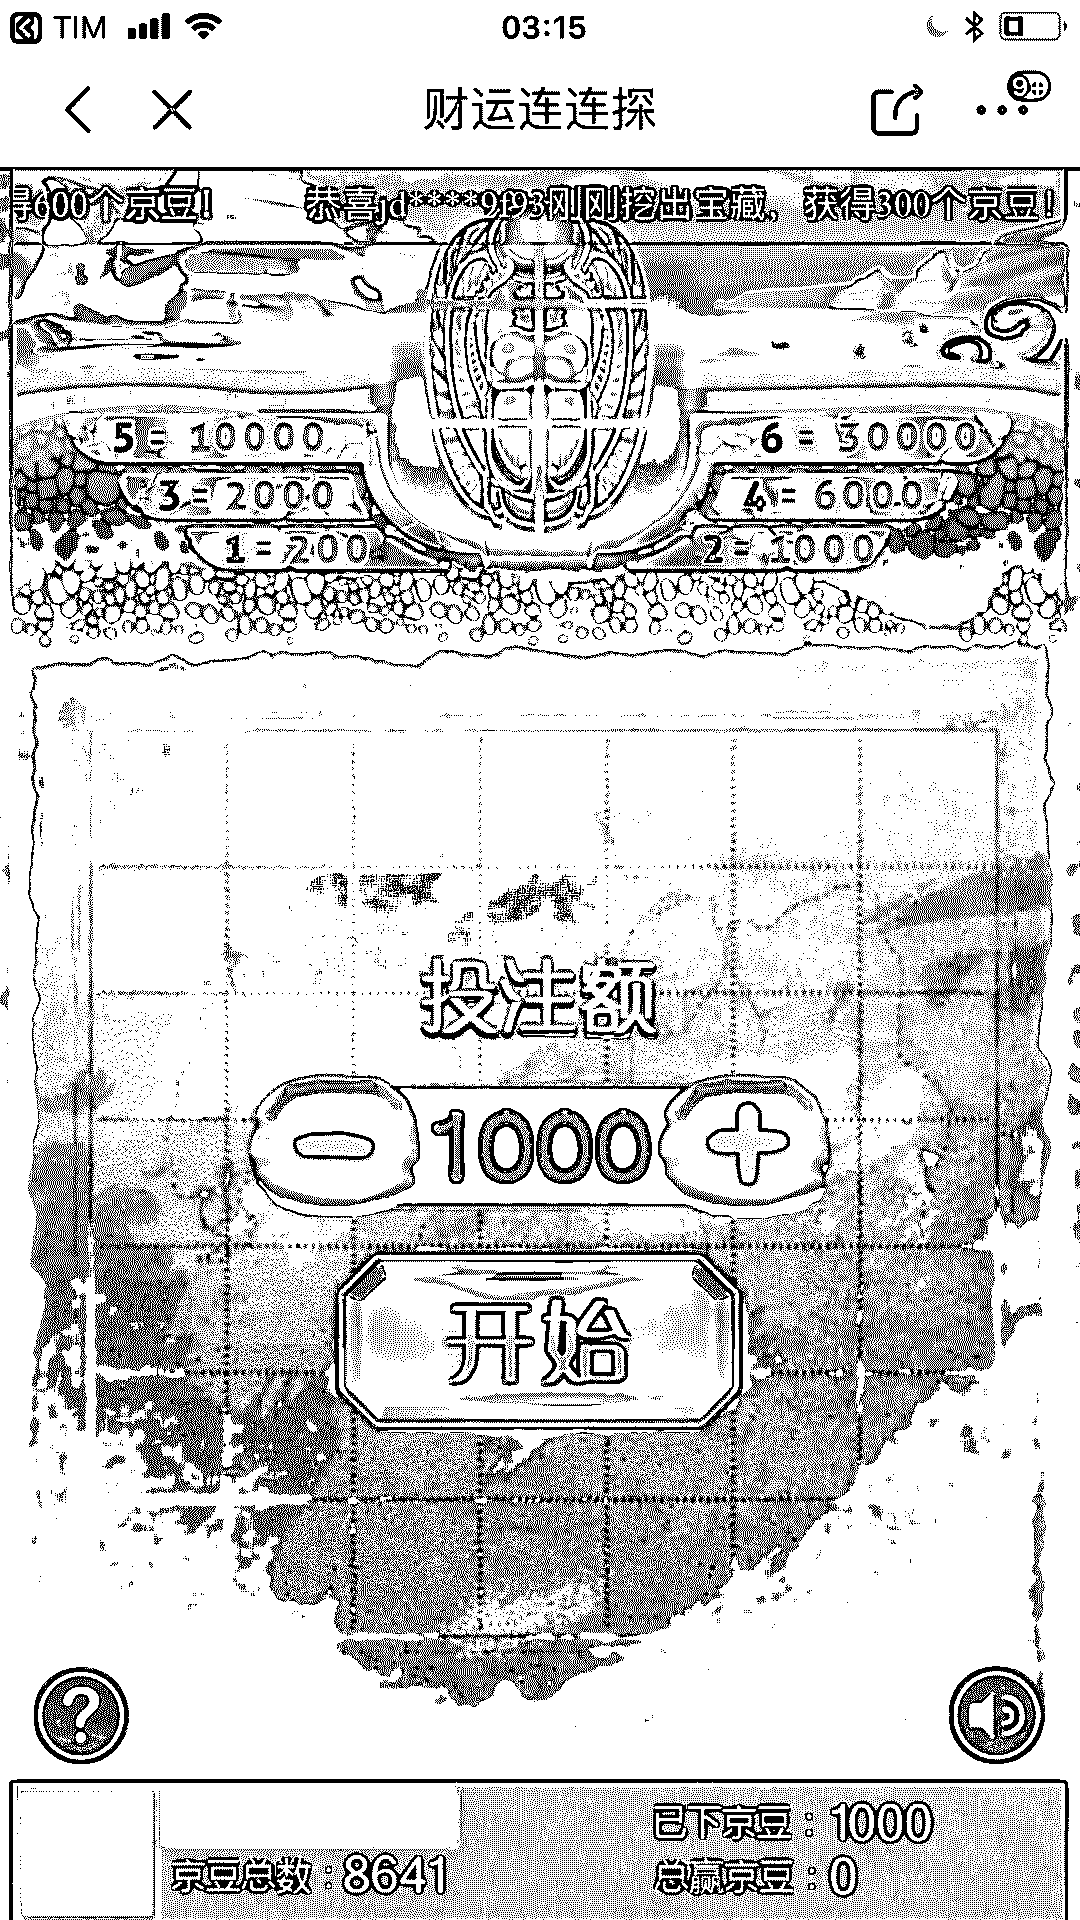 TIM 03:15
财运连连探
得600个京豆！ 恭喜jd****9f93刚刚挖出宝藏，获得300个京豆！
5 = 10000 6 = 30000
3 = 2000 4 = 6000
1 = 200 2 = 1000
投注额
1000
开始
?
已下京豆：1000
京豆总数：8641 总赢京豆：0